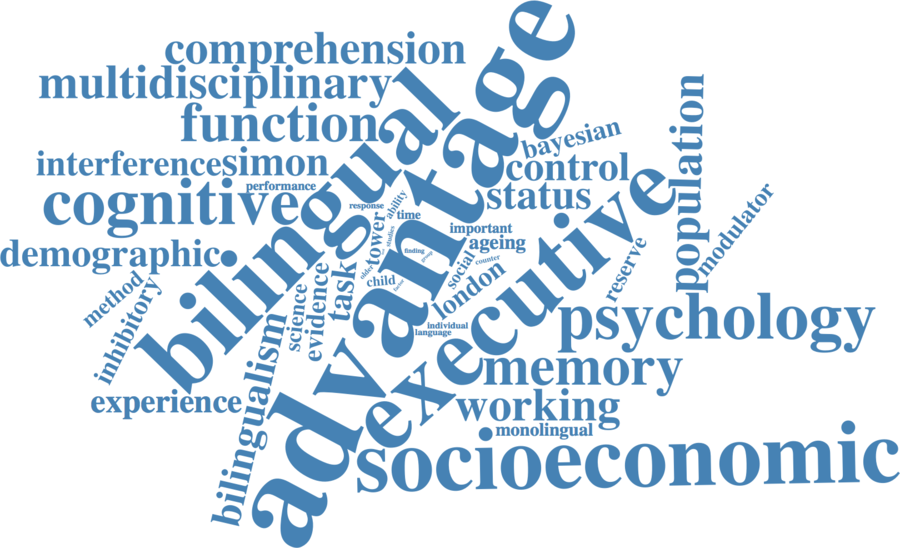 comprehension
multidisciplinary
function
interference
simon
cognitive
performance
demographic
bilingual
advantage
bayesian
control
status
population
modulator
executive
response
ability
time
tower
studies
important
ageing
finding
groups
older
child
social
counter
london
reserve
task
evidence
science
method
inhibitory
individual
language
psychology
memory
experience
bilingualism
working
monolingual
socioeconomic